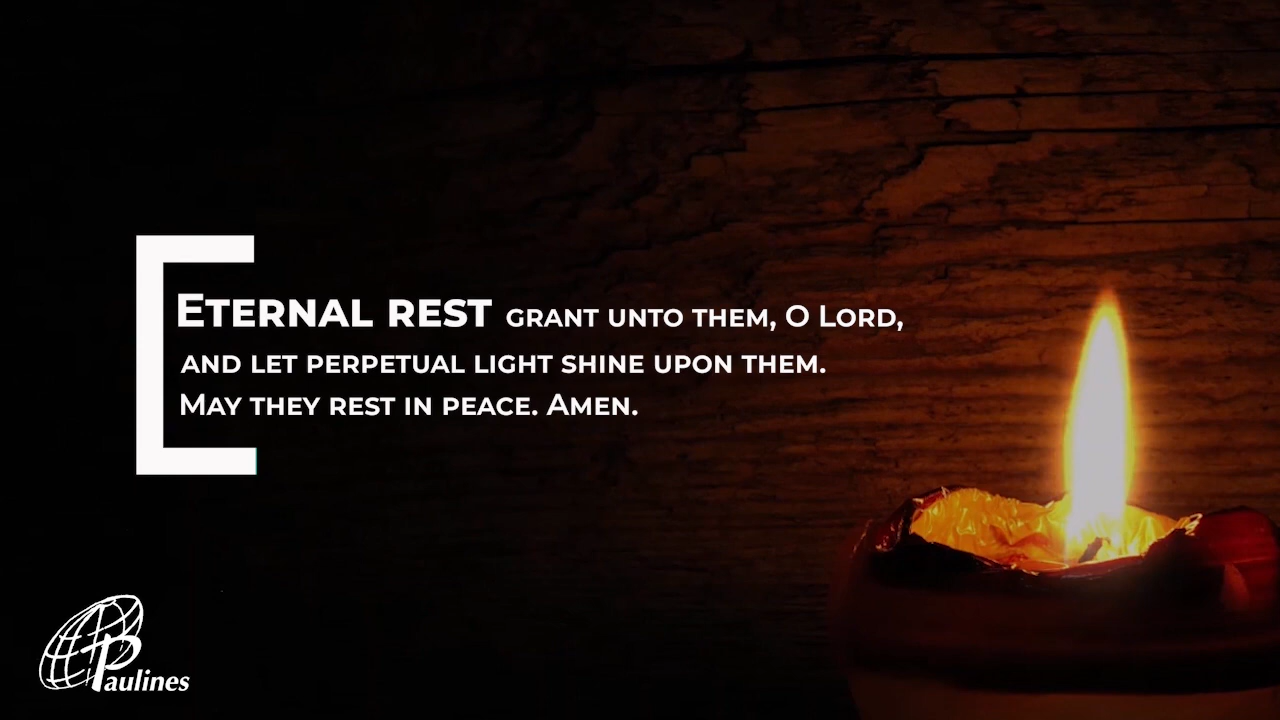 Eternal rest grant unto them, O Lord,
and let perpetual light shine upon them.
May they rest in peace. Amen.
Paulines